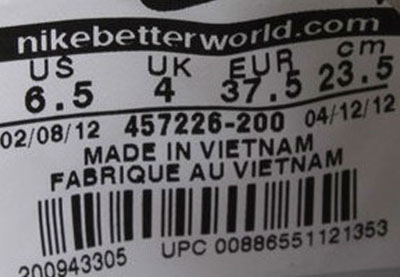 nikebetterworld.com
US UK EUR cm
6.5 4 37.5 23.5
02/08/12 457226-200 04/12/12
MADE IN VIETNAM
FABRIQUE AU VIETNAM
200943305 UPC 00886551121353